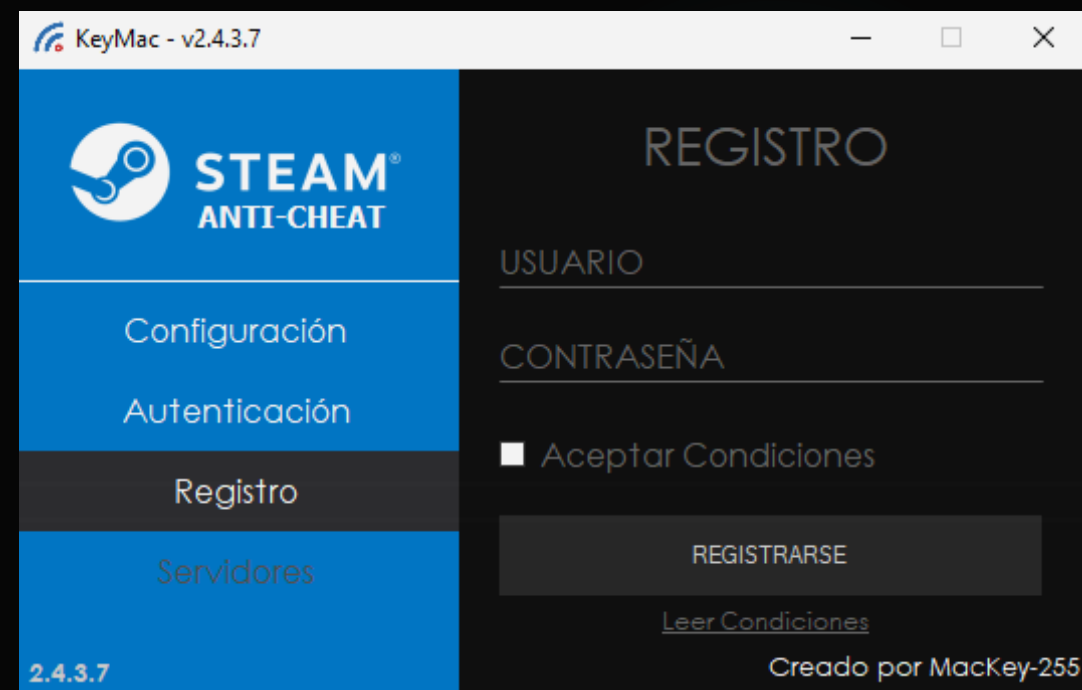 KeyMac - v2.4.3.7
STEAM®
ANTI-CHEAT
Configuración
Autenticación
Registro
Servidores
2.4.3.7
REGISTRO
USUARIO
CONTRASEÑA
Aceptar Condiciones
REGISTRARSE
Leer Condiciones
Creado por MacKey-255